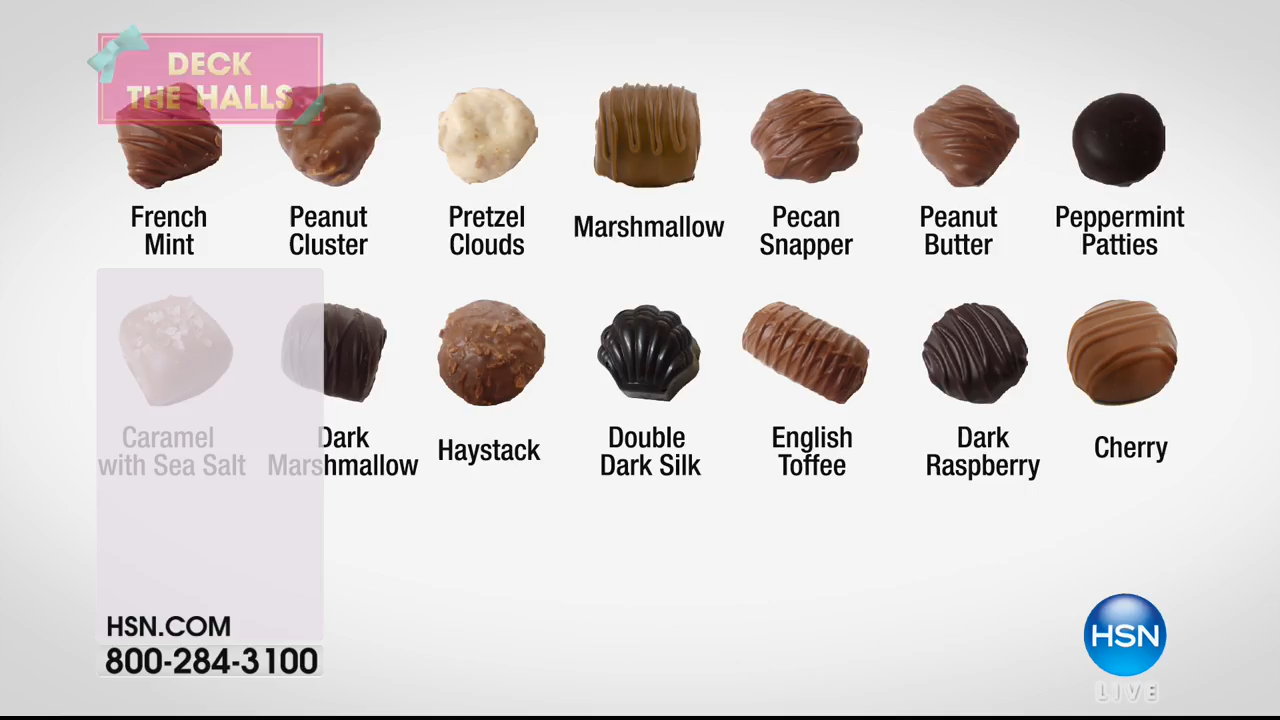 DECK
THE HALLS
French
Mint
Peanut
Cluster
Pretzel
Clouds
Marshmallow
Pecan
Snapper
Peanut
Butter
Peppermint
Patties
Caramel
with Sea Salt
Dark
Marshmallow
Haystack
Double
Dark Silk
English
Toffee
Dark
Raspberry
Cherry
HSN.COM
800-284-3100
HSN
LIVE